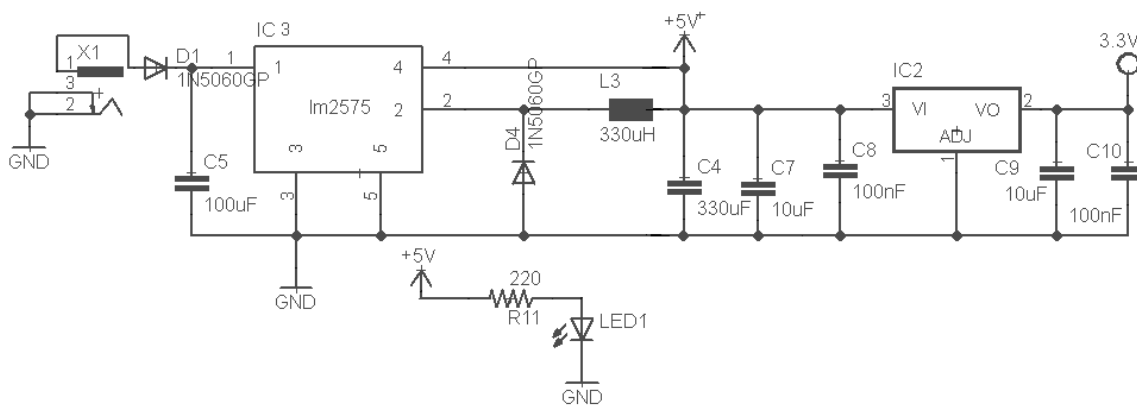 +5V+
3.3V
X1
1
3
2
+
D1
1N5060GP
1
IC 3
1
4
4
lm2575
2
2
3
5
3
5
1N5060GP
D4
L3
330uH
IC2
3
VI
VO
2
ADJ
1
GND
C5
100uF
C4
330uF
C7
10uF
C8
100nF
C9
10uF
C10
100nF
GND
+5V
220
R11
LED1
GND